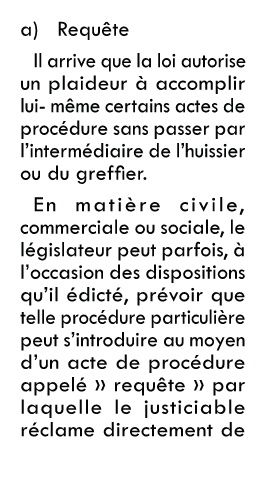 a) Requête
Il arrive que la loi autorise
un plaideur à accomplir
lui- même certains actes de
procédure sans passer par
l'intermédiaire de l'huissier
ou du greffier.
En matière civile,
commerciale ou sociale, le
législateur peut parfois, à
l'occasion des dispositions
qu'il édicté, prévoir que
telle procédure particulière
peut s'introduire au moyen
d'un acte de procédure
appelé » requête » par
laquelle le justiciable
réclame directement de